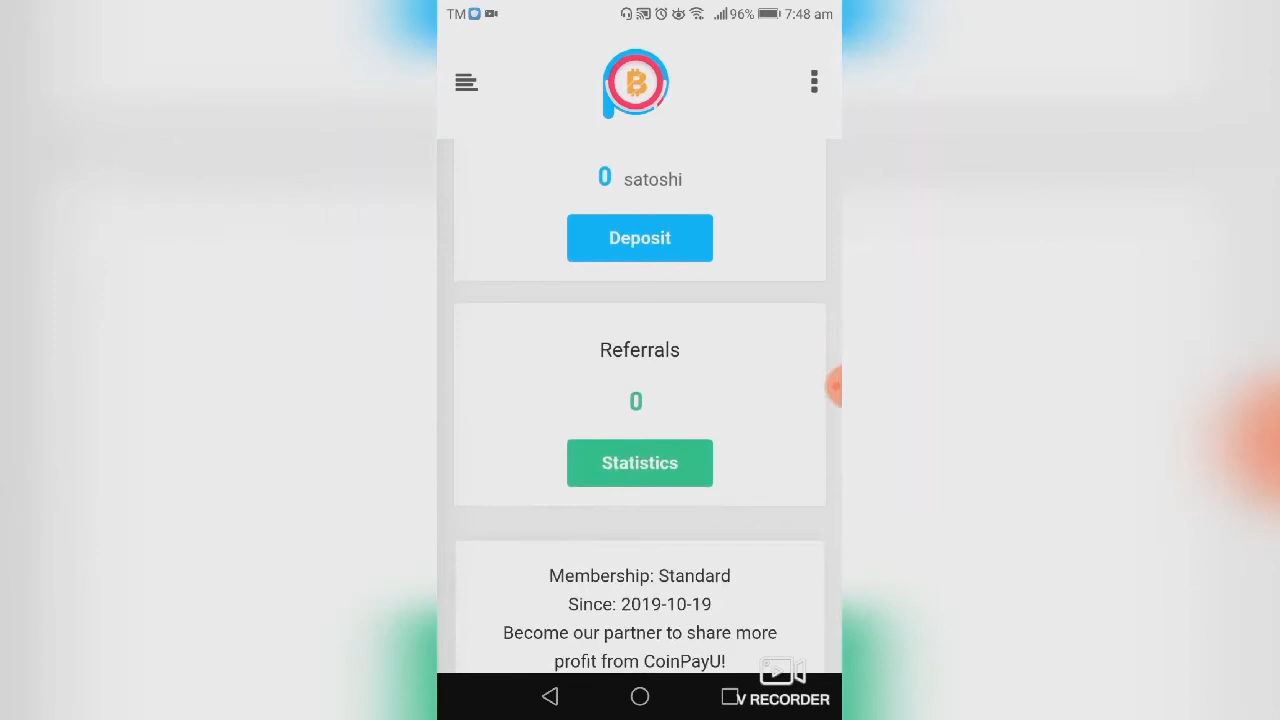 TM 96% 7:48 am
0 satoshi
Deposit
Referrals
0
Statistics
Membership: Standard
Since: 2019-10-19
Become our partner to share more
profit from CoinPayU!
V RECORDER